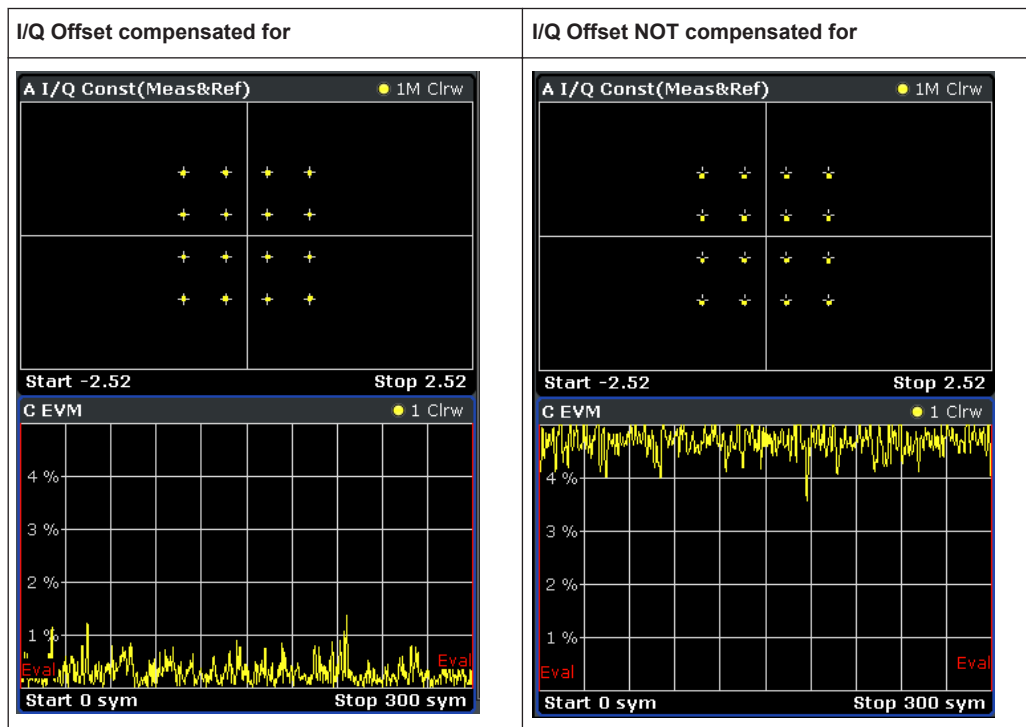 I/Q Offset compensated for
I/Q Offset NOT compensated for
A I/Q Const(Meas&Ref) 1M Clrw
Start -2.52 Stop 2.52
C EVM 1 Clrw
4 %
3 %
2 %
1 %
Eval Eval
Start 0 sym Stop 300 sym
A I/Q Const(Meas&Ref) 1M Clrw
Start -2.52 Stop 2.52
C EVM 1 Clrw
4 %
3 %
2 %
1 %
Eval Eval
Start 0 sym Stop 300 sym